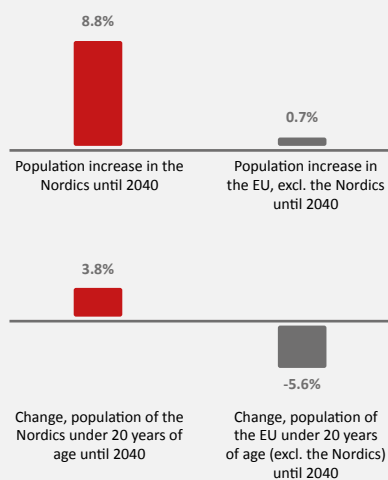 8.8%
0.7%
Population increase in the
Nordics until 2040
Population increase in
the EU, excl. the Nordics
until 2040
3.8%
-5.6%
Change, population of the
Nordics under 20 years of
age until 2040
Change, population of
the EU under 20 years
of age (excl. the Nordics)
until 2040